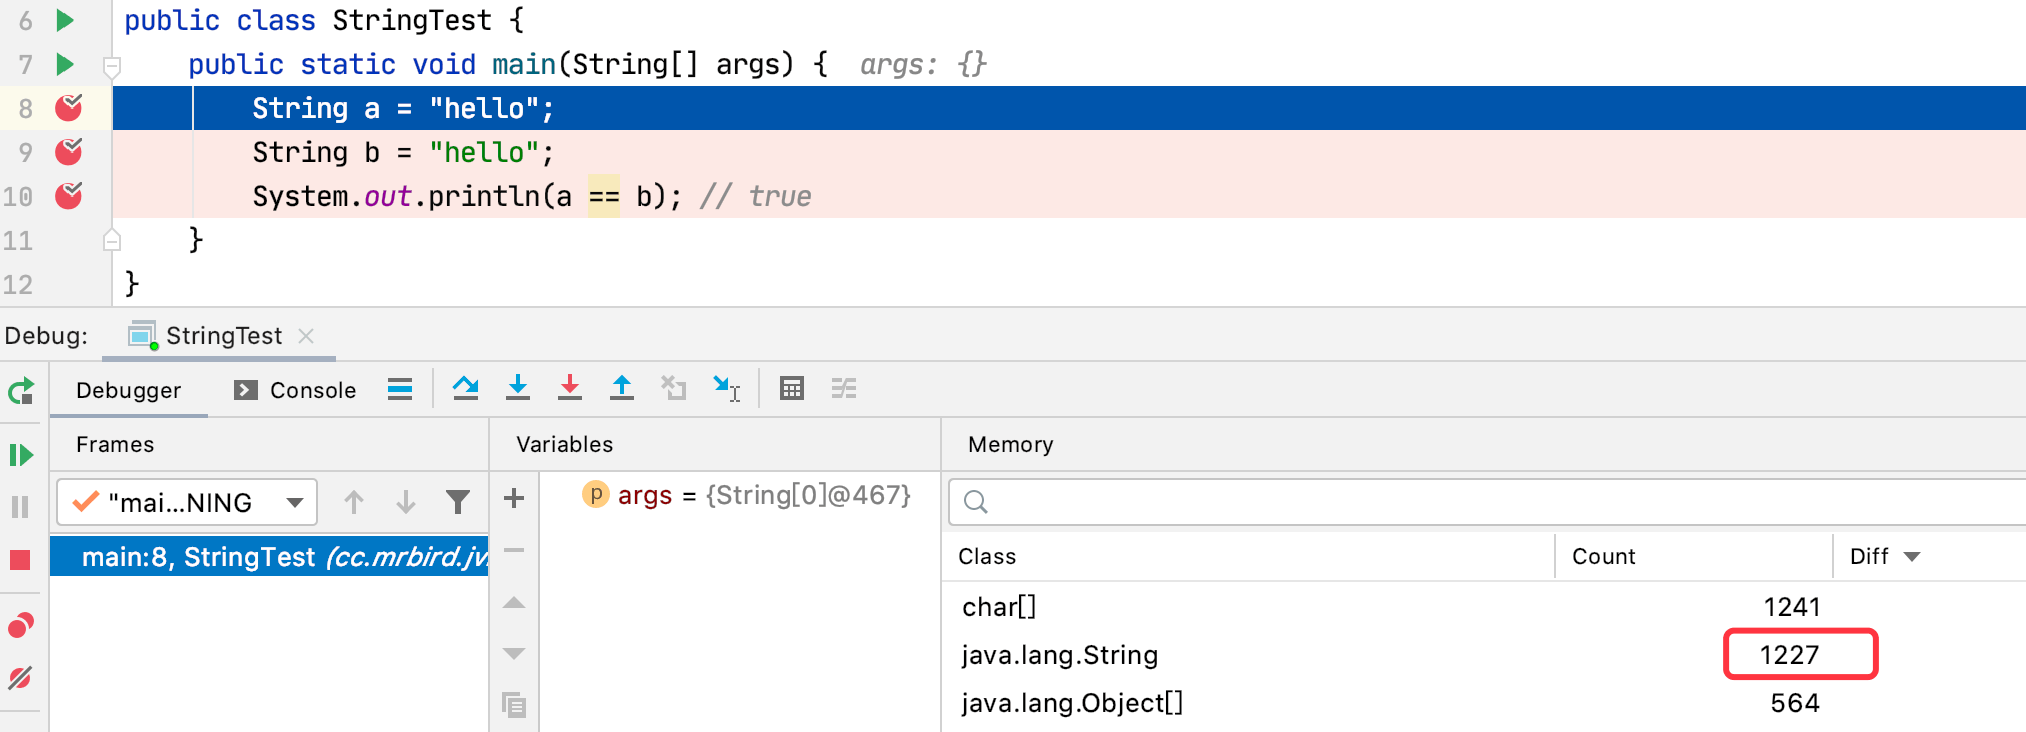 6 public class StringTest {
7 public static void main(String[] args) { args: {}
8 String a = "hello";
9 String b = "hello";
10 System.out.println(a == b); // true
11 }
12 }
Debug: StringTest
Debugger Console
Frames Variables Memory
"mai...NING
args = {String[0]@467}
main:8, StringTest (cc.mrbird.jv
Class Count Diff
char[] 1241
java.lang.String 1227
java.lang.Object[] 564